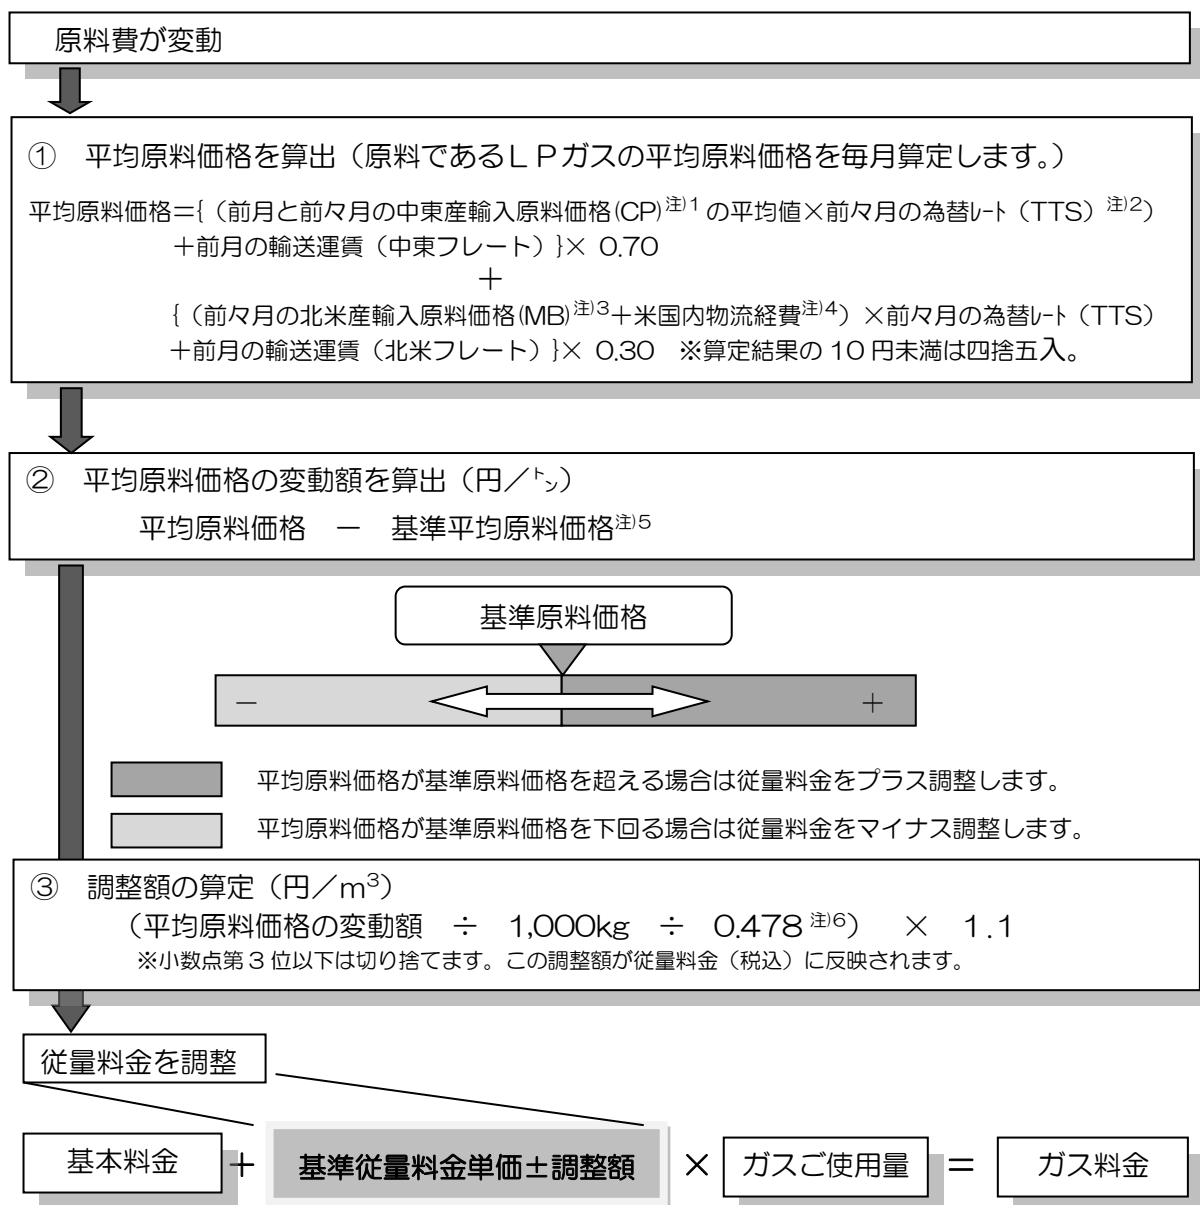 原料費が変動
① 平均原料価格を算出（原料であるＬＰガスの平均原料価格を毎月算定します。）
平均原料価格＝{（前月と前々月の中東産輸入原料価格(CP)注)1の平均値×前々月の為替ﾚｰﾄ（TTS）注)2）
＋前月の輸送運賃（中東フレート）}× 0.70
＋
{（前々月の北米産輸入原料価格(MB)注)3＋米国内物流経費注)4）×前々月の為替ﾚｰﾄ（TTS）
＋前月の輸送運賃（北米フレート）}× 0.30 ※算定結果の 10 円未満は四捨五入。
② 平均原料価格の変動額を算出（円／㌧）
平均原料価格 － 基準平均原料価格注)5
基準原料価格
－ ＋
平均原料価格が基準原料価格を超える場合は従量料金をプラス調整します。
平均原料価格が基準原料価格を下回る場合は従量料金をマイナス調整します。
③ 調整額の算定（円／m³）
（平均原料価格の変動額 ÷ 1,000kg ÷ 0.478注)6） × 1.1
※小数点第 3 位以下は切り捨てます。この調整額が従量料金（税込）に反映されます。
従量料金を調整
基本料金 ＋ 基準従量料金単価±調整額 × ガスご使用量 ＝ ガス料金